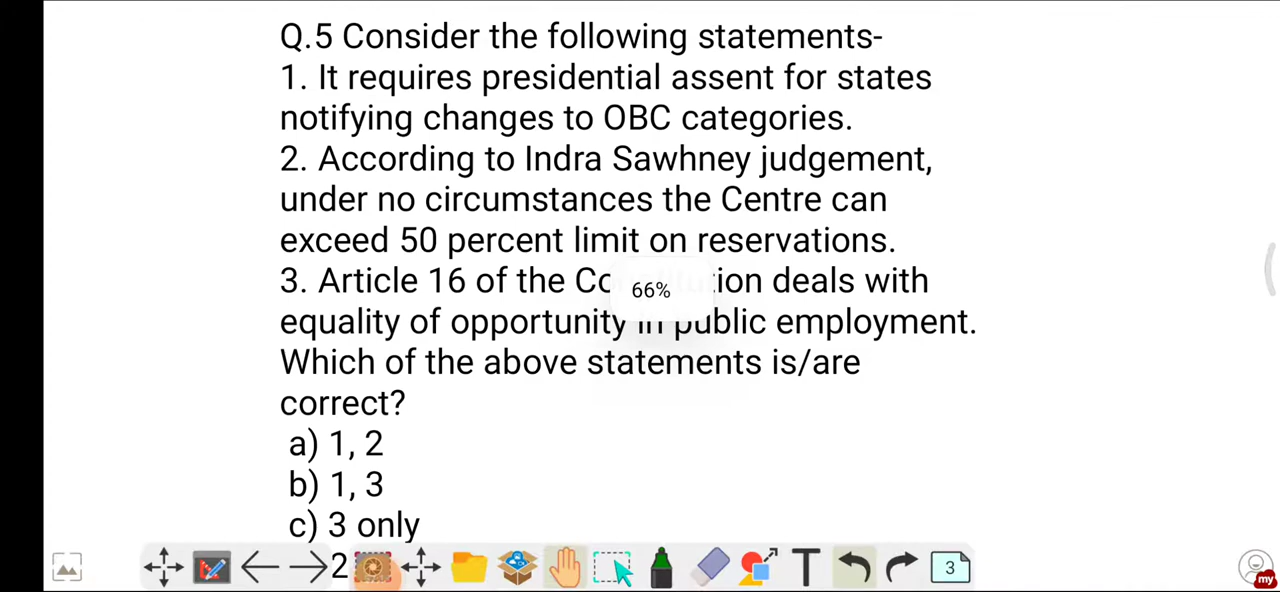 Q.5 Consider the following statements-
1. It requires presidential assent for states
notifying changes to OBC categories.
2. According to Indra Sawhney judgement,
under no circumstances the Centre can
exceed 50 percent limit on reservations.
3. Article 16 of the Constitution deals with
66%
equality of opportunity in public employment.
Which of the above statements is/are
correct?
a) 1, 2
b) 1, 3
c) 3 only
2
T
3
my